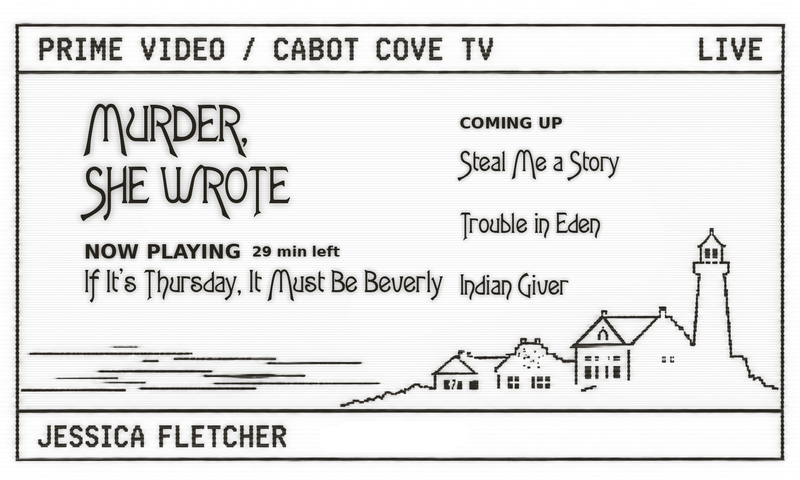 PRIME VIDEO / CABOT COVE TV
LIVE
MURDER,
SHE WROTE
NOW PLAYING 29 min left
If It's Thursday, It Must Be Beverly
COMING UP
Steal Me a Story
Trouble in Eden
Indian Giver
JESSICA FLETCHER